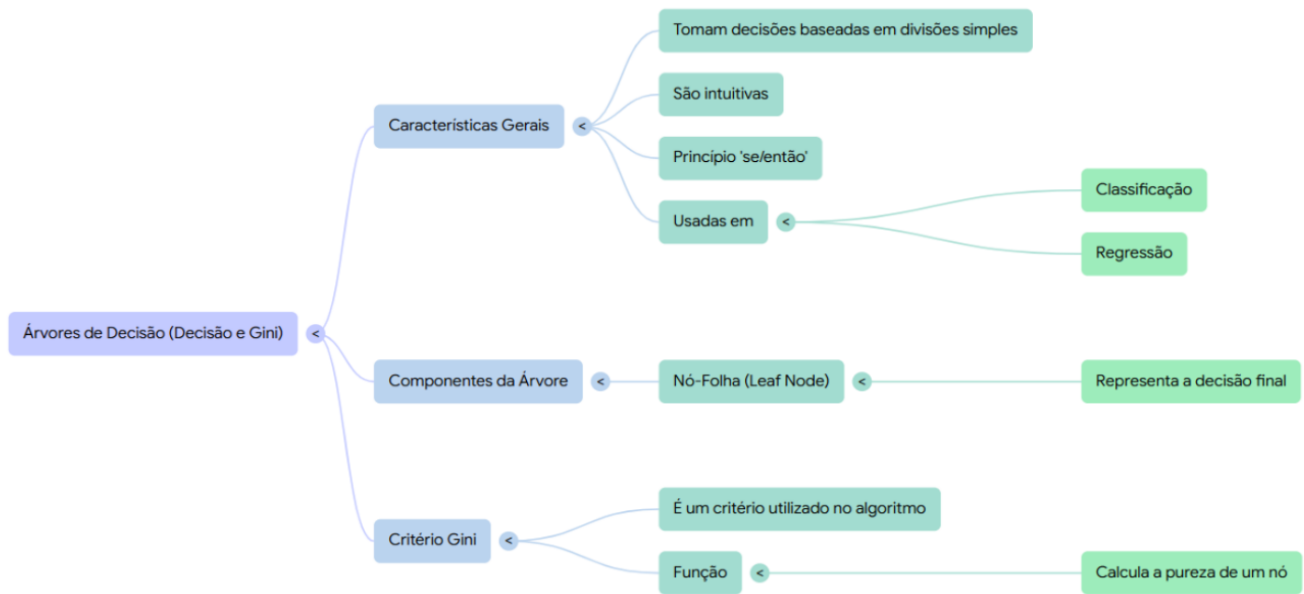 Árvores de Decisão (Decisão e Gini)
<
Características Gerais
<
Tomam decisões baseadas em divisões simples
São intuitivas
Princípio 'se/então'
Usadas em
<
Classificação
Regressão
Componentes da Árvore
<
Nó-Folha (Leaf Node)
<
Representa a decisão final
Critério Gini
<
É um critério utilizado no algoritmo
Função
<
Calcula a pureza de um nó